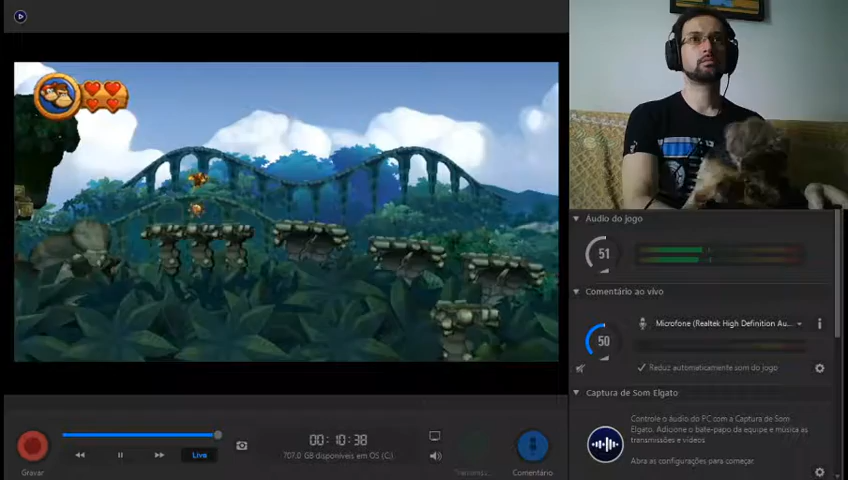 Áudio do jogo
51
Comentário ao vivo
Microfone (Realtek High Definition Au...
i
50
Reduz automaticamente som do jogo
Captura de Som Elgato
Controle o áudio do PC com a Captura de Som
Elgato. Adicione o bate-papo da equipe e músicas às
transmissões e vídeos
Abra as configurações para começar.
00:10:38
707.0 GB disponíveis em OS (C:)
Live
Gravar
Transmis...
Comentário